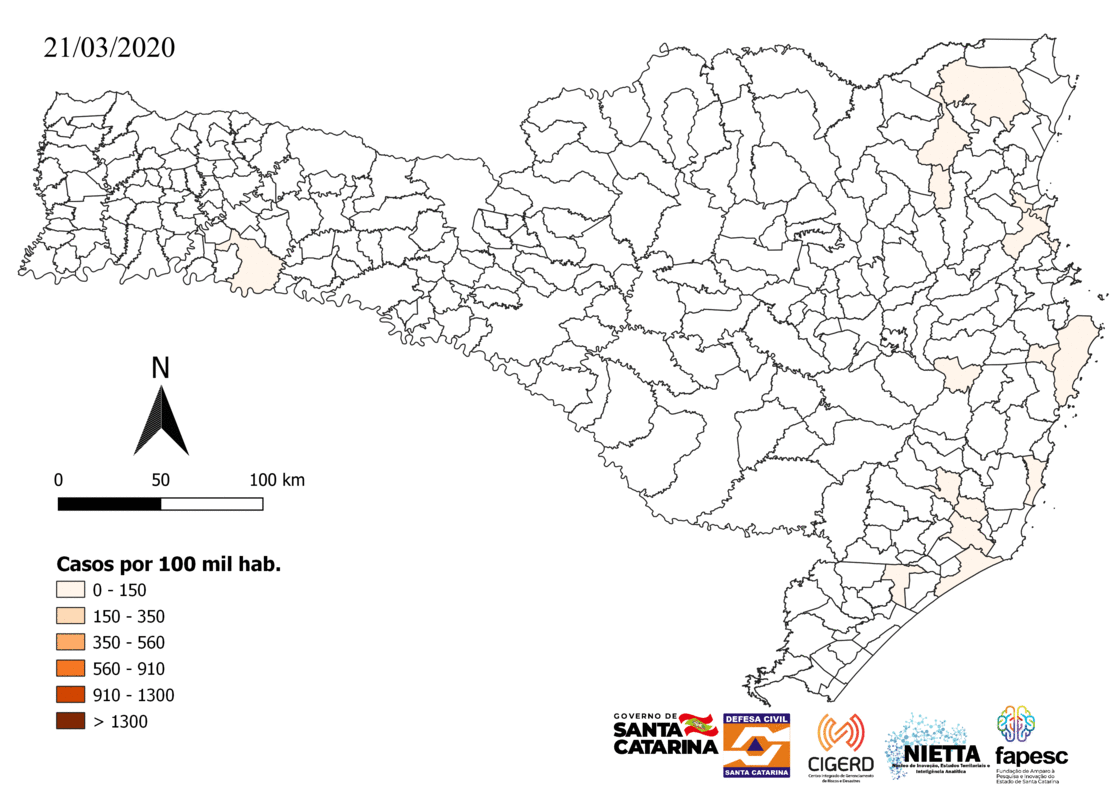 21/03/2020
N
0 50 100 km
Casos por 100 mil hab.
0 - 150
150 - 350
350 - 560
560 - 910
910 - 1300
> 1300
GOVERNO DE
SANTA
CATARINA
DEFESA CIVIL
SANTA CATARINA
CIGERD
Centro Integrado de Gerenciamento
de Riscos e Desastres
NIETTA
Núcleo de Inovação, Estudos Territoriais e
Inteligência Analítica
fapesc
Fundação de Amparo à
Pesquisa e Inovação do
Estado de Santa Catarina